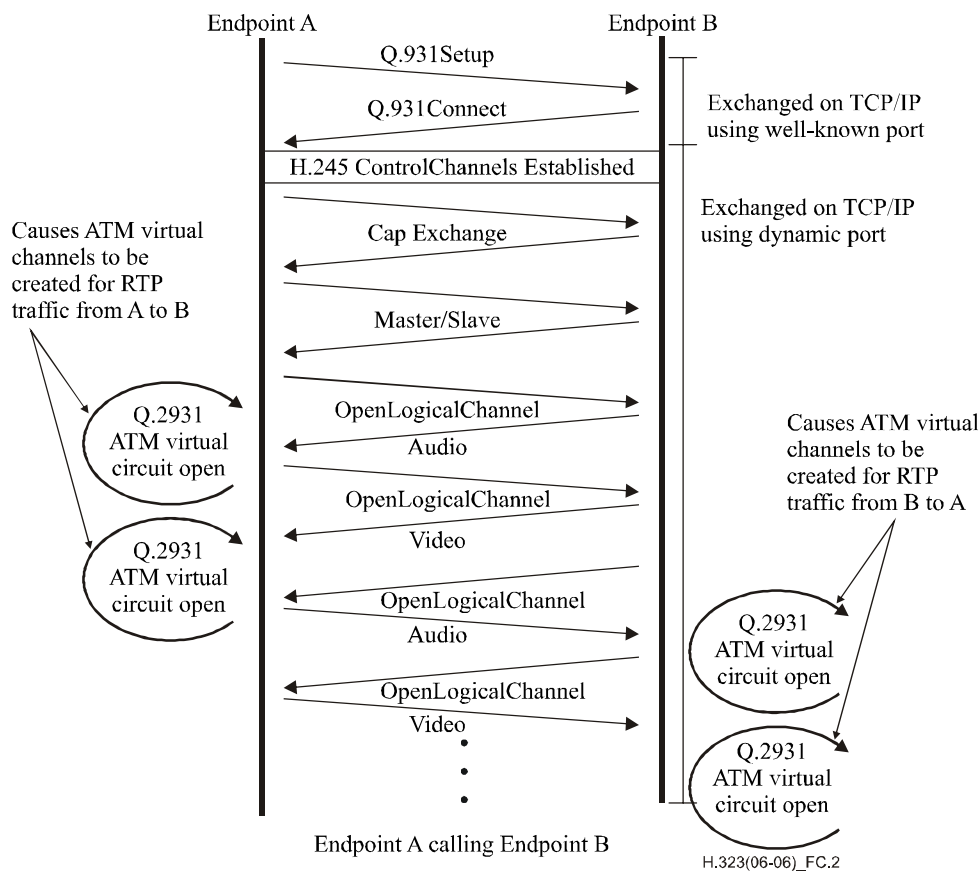 Endpoint A
Endpoint B
Q.931Setup
Q.931Connect
Exchanged on TCP/IP
using well-known port
H.245 ControlChannels Established
Exchanged on TCP/IP
using dynamic port
Causes ATM virtual
channels to be
created for RTP
traffic from A to B
Cap Exchange
Master/Slave
Q.2931
ATM virtual
circuit open
OpenLogicalChannel
Audio
Causes ATM virtual
channels to be
created for RTP
traffic from B to A
OpenLogicalChannel
Video
Q.2931
ATM virtual
circuit open
OpenLogicalChannel
Audio
Q.2931
ATM virtual
circuit open
OpenLogicalChannel
Video
Q.2931
ATM virtual
circuit open
Endpoint A calling Endpoint B
H.323(06-06)_FC.2